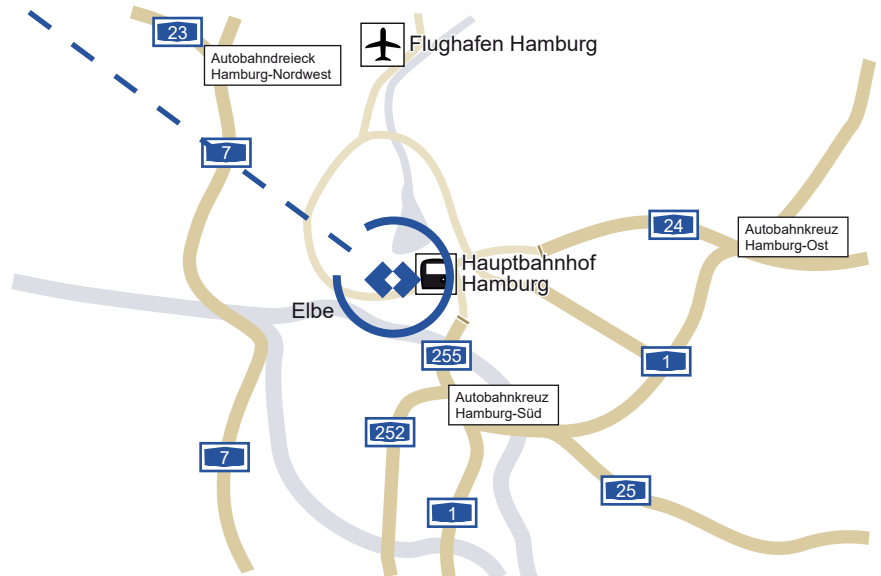 23
Autobahndreieck
Hamburg-Nordwest
Flughafen Hamburg
7
24
Autobahnkreuz
Hamburg-Ost
Hauptbahnhof
Hamburg
Elbe
255
1
Autobahnkreuz
Hamburg-Süd
252
7
25
1